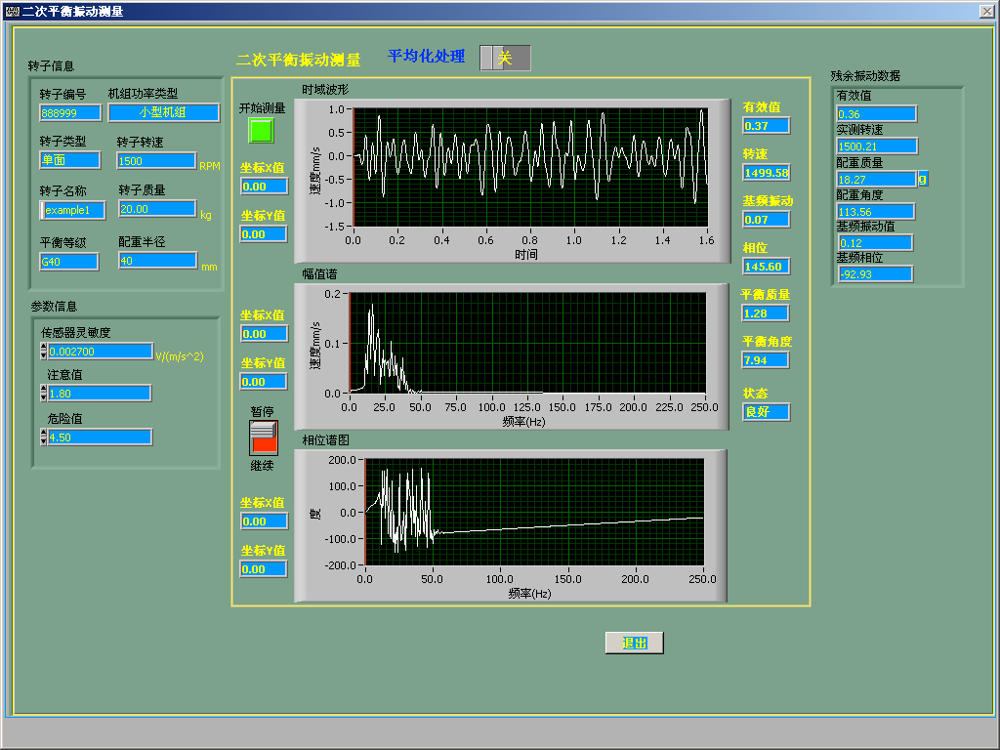 二次平衡振动测量
转子信息
转子编号
机组功率类型
888999
小型机组
转子类型
转子转速
单面
1500
RPM
转子名称
转子质量
example1
20.00
kg
平衡等级
配重半径
G40
40
mm
参数信息
传感器灵敏度
0.002700
V/(m/s^2)
注意值
1.80
危险值
4.50
二次平衡振动测量
平均化处理
关
开始测量
坐标X值
0.00
坐标Y值
0.00
时域波形
速度mm/s
1.0
0.5
0.0
-0.5
-1.0
-1.5
0.0 0.2 0.4 0.6 0.8 1.0 1.2 1.4 1.6
时间
坐标X值
0.00
坐标Y值
0.00
幅值谱
速度mm/s
0.2
0.1
0.0
0.0 25.0 50.0 75.0 100.0 125.0 150.0 175.0 200.0 225.0 250.0
频率(Hz)
暂停
继续
坐标X值
0.00
坐标Y值
0.00
相位谱图
度
200.0
100.0
0.0
-100.0
-200.0
0.0 50.0 100.0 150.0 200.0 250.0
频率(Hz)
有效值
0.37
转速
1499.58
基频振动
0.07
相位
145.60
平衡质量
1.28
平衡角度
7.94
状态
良好
残余振动数据
有效值
0.36
实测转速
1500.21
配重质量
18.27
g
配重角度
113.56
基频振动值
0.12
基频相位
-92.93
退出